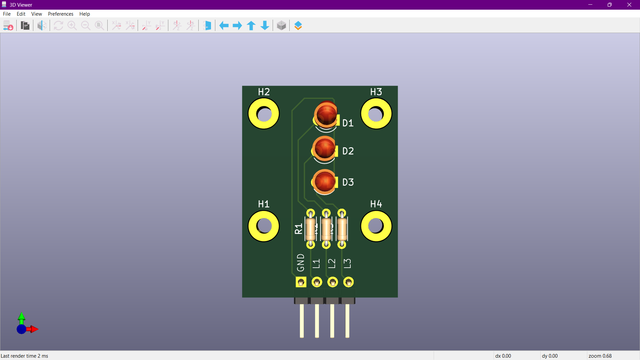 3D Viewer
File Edit View Preferences Help
H2 H3
D1
D2
D3
H1 H4
R1
GND L1 L2 L3
Last render time 2 ms dx 0.00 dy 0.00 zoom 0.68